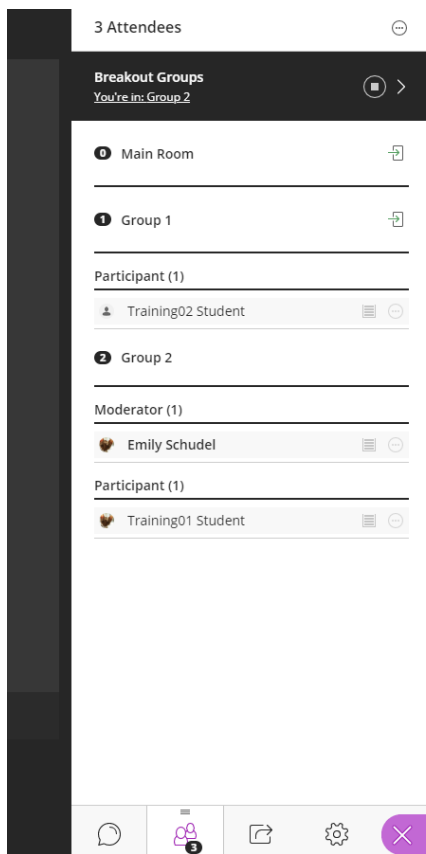 3 Attendees
Breakout Groups
You're in: Group 2
0 Main Room
1 Group 1
Participant (1)
Training02 Student
2 Group 2
Moderator (1)
Emily Schudel
Participant (1)
Training01 Student
3